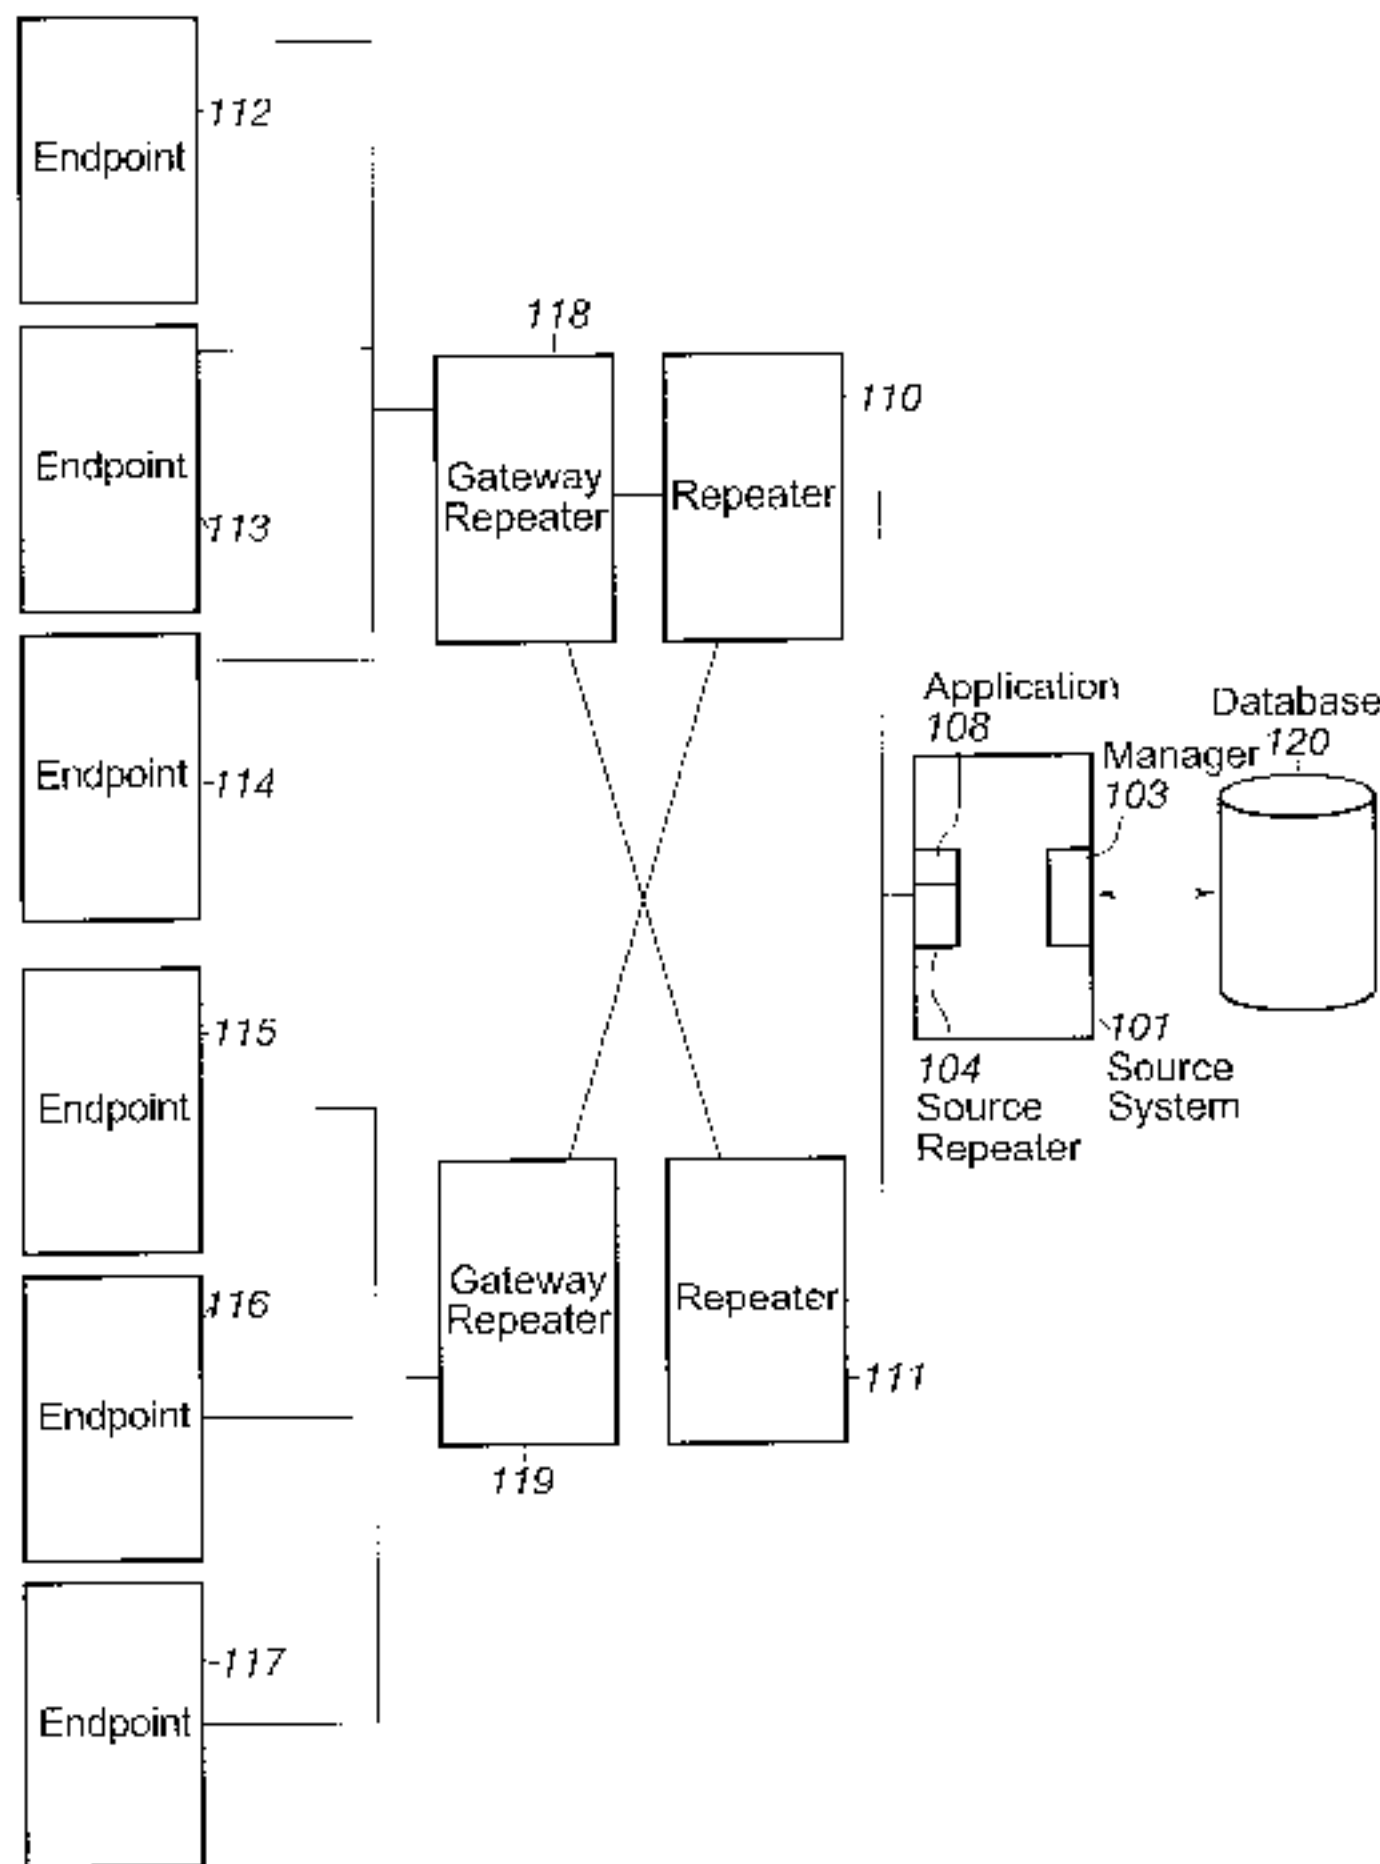 112
Endpoint
118
110
Endpoint
Gateway
Repeater
Repeater
113
Application
108
Database
120
Manager
103
Endpoint
114
115
101
Source
System
104
Source
Repeater
Endpoint
Gateway
Repeater
Repeater
116
111
Endpoint
119
117
Endpoint